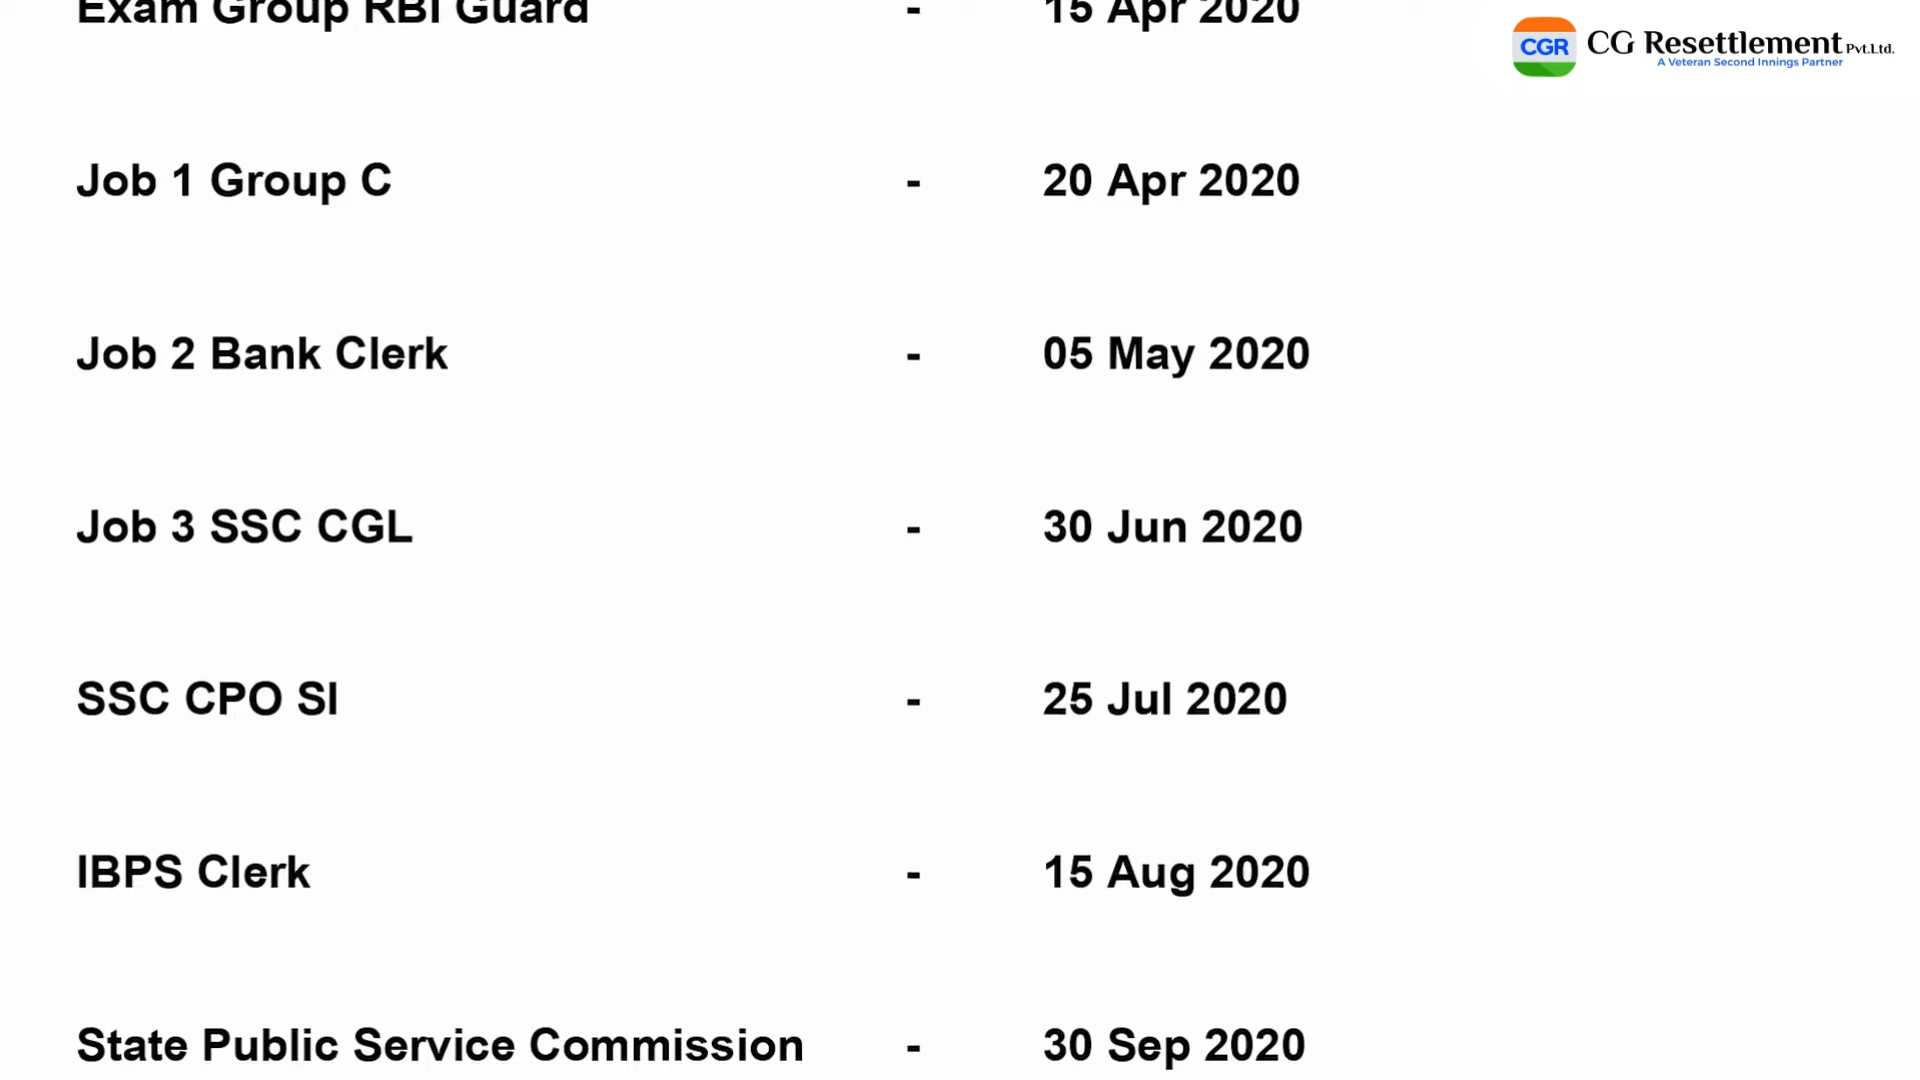 Exam Group RBI Guard - 15 Apr 2020
CGR CG Resettlement Pvt.Ltd.
A Veteran Second Innings Partner
Job 1 Group C - 20 Apr 2020
Job 2 Bank Clerk - 05 May 2020
Job 3 SSC CGL - 30 Jun 2020
SSC CPO SI - 25 Jul 2020
IBPS Clerk - 15 Aug 2020
State Public Service Commission - 30 Sep 2020